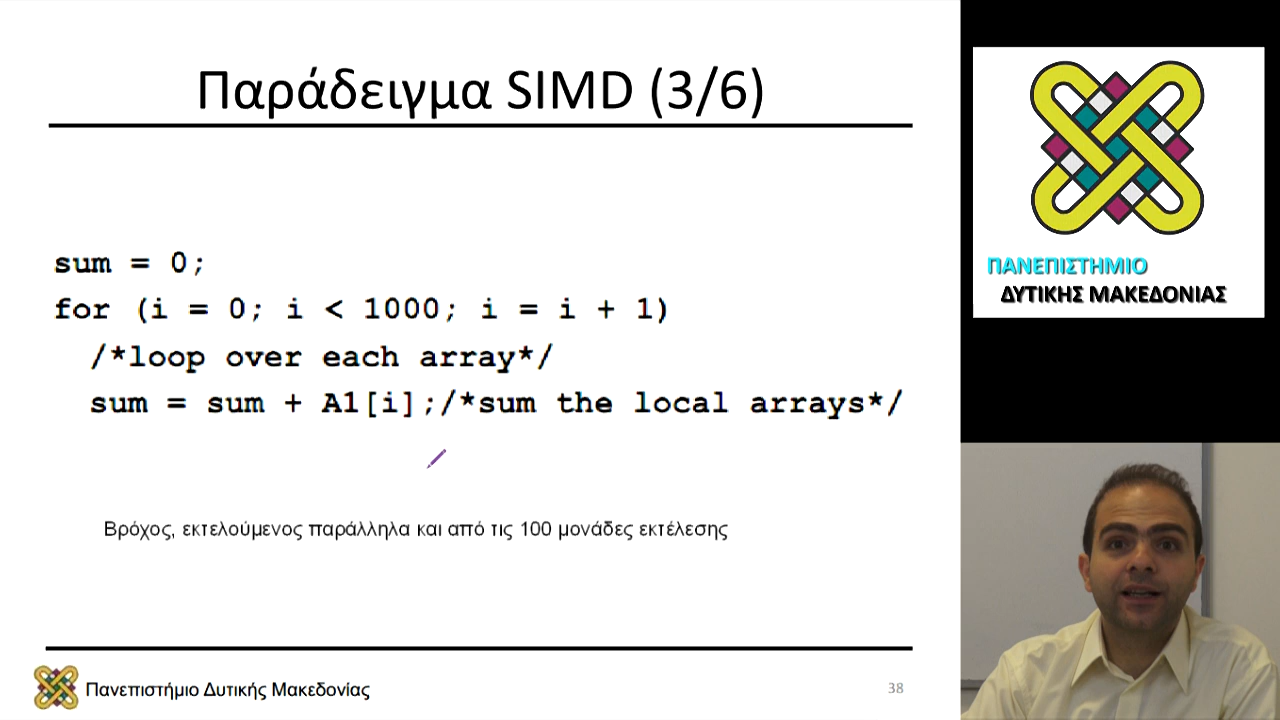 Παράδειγμα SIMD (3/6)
sum = 0;
for (i = 0; i < 1000; i = i + 1)
/*loop over each array*/
sum = sum + A1[i];/*sum the local arrays*/
Βρόχος, εκτελούμενος παράλληλα και από τις 100 μονάδες εκτέλεσης
Πανεπιστήμιο Δυτικής Μακεδονίας
38
ΠΑΝΕΠΙΣΤΗΜΙΟ
ΔΥΤΙΚΗΣ ΜΑΚΕΔΟΝΙΑΣ